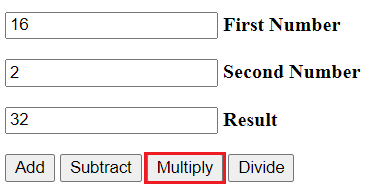 16 First Number
2 Second Number
32 Result
Add Subtract Multiply Divide